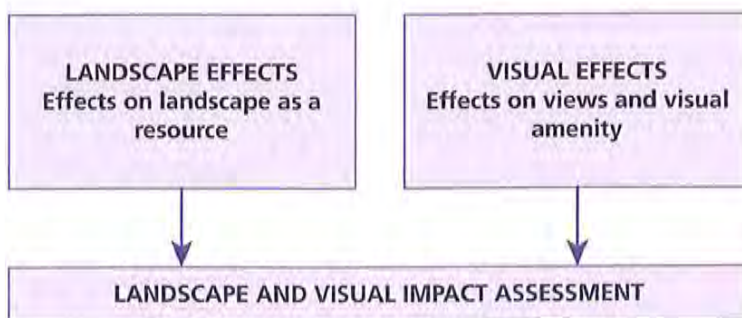 LANDSCAPE EFFECTS
Effects on landscape as a
resource
VISUAL EFFECTS
Effects on views and visual
amenity
LANDSCAPE AND VISUAL IMPACT ASSESSMENT